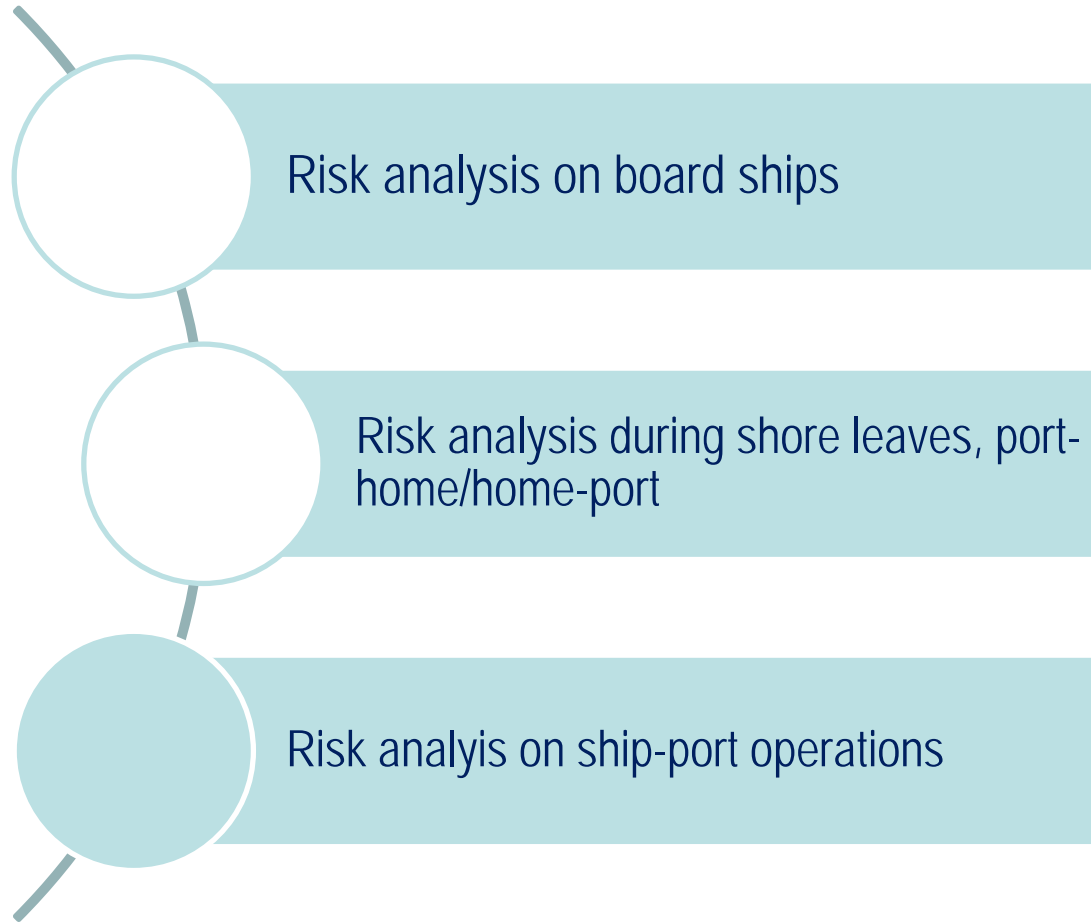 Risk analysis on board ships
Risk analysis during shore leaves, port-
home/home-port
Risk analyis on ship-port operations